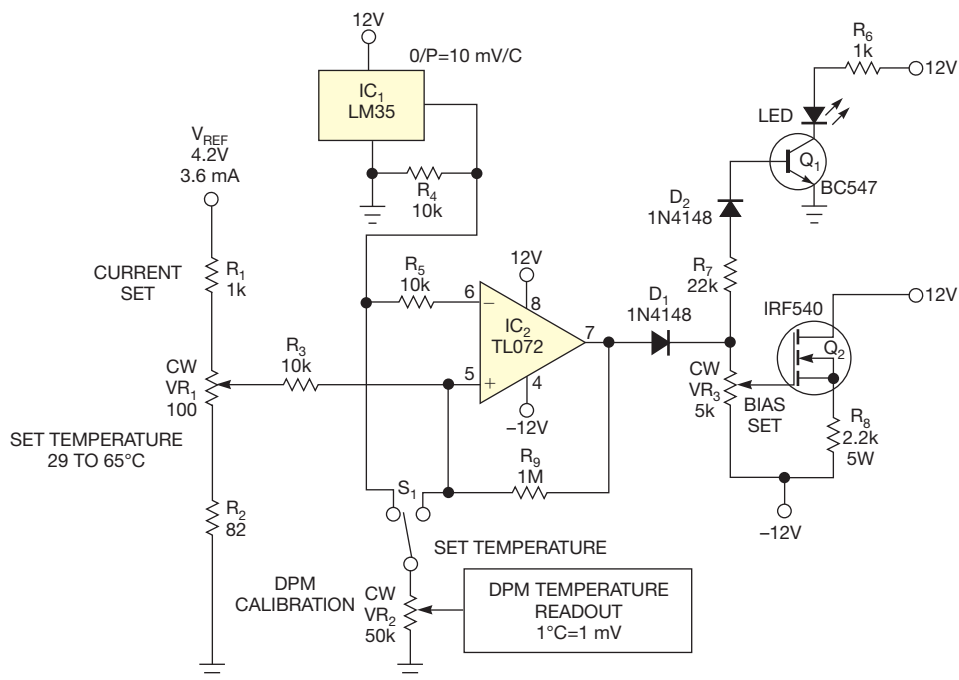 12V
0/P=10 mV/C
IC1
LM35
R4
10k
VREF
4.2V
3.6 mA
CURRENT
SET
R1
1k
CW
VR1
100
SET TEMPERATURE
29 TO 65°C
R2
82
R3
10k
R5
10k
6
−
5
+
IC2
TL072
12V
8
7
4
−12V
R9
1M
S1
SET TEMPERATURE
DPM
CALIBRATION
CW
VR2
50k
DPM TEMPERATURE
READOUT
1°C=1 mV
D1
1N4148
D2
1N4148
R7
22k
CW
VR3
5k
BIAS
SET
LED
R6
1k
12V
Q1
BC547
IRF540
12V
Q2
R8
2.2k
5W
−12V